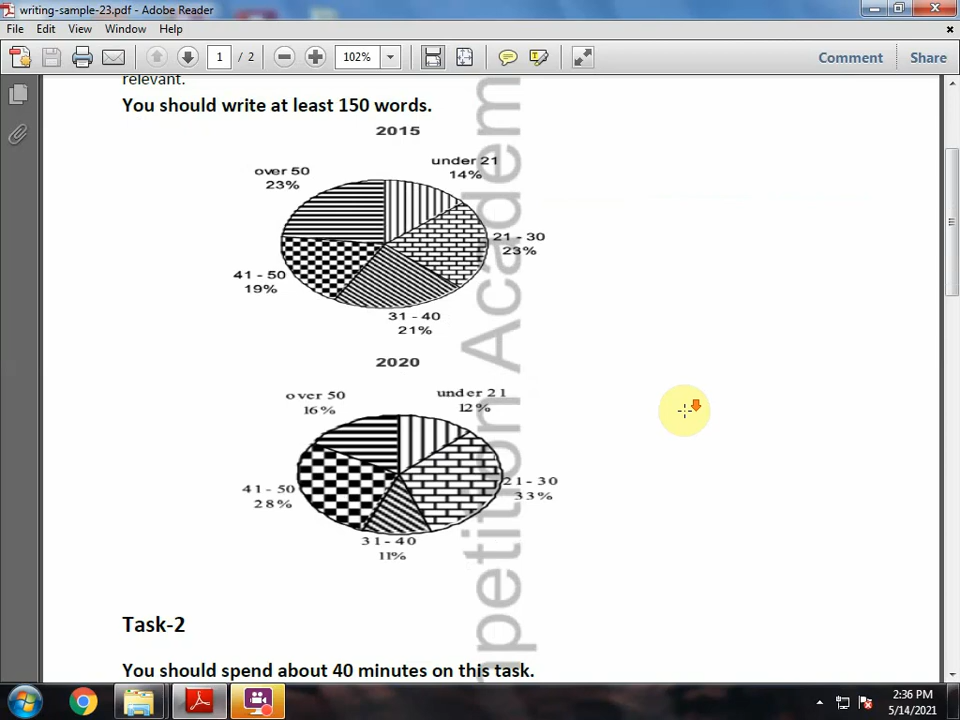 writing-sample-23.pdf - Adobe Reader
File Edit View Window Help
1 / 2 102% Comment Share
relevant.
You should write at least 150 words.
2015
under 21
14%
over 50
23%
21 - 30
23%
41 - 50
19%
31 - 40
21%
2020
over 50
16%
under 21
12%
21 - 30
33%
41 - 50
28%
31 - 40
11%
petition Academ
Task-2
You should spend about 40 minutes on this task.
2:36 PM
5/14/2021